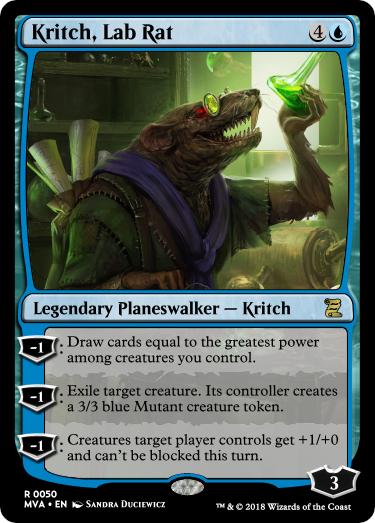 Kritch, Lab Rat 4
Legendary Planeswalker — Kritch
-1: Draw cards equal to the greatest power
among creatures you control.
-1: Exile target creature. Its controller creates
a 3/3 blue Mutant creature token.
-1: Creatures target player controls get +1/+0
and can't be blocked this turn.
3
R 0050
MVA • EN SANDRA DUCIEWICZ
™ & © 2018 Wizards of the Coast